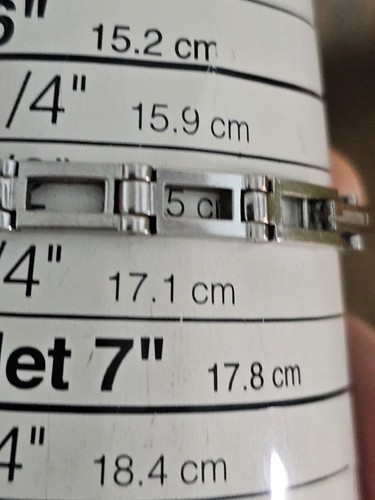 6" 15.2 cm
/4" 15.9 cm
5 c
/4" 17.1 cm
let 7" 17.8 cm
4" 18.4 cm